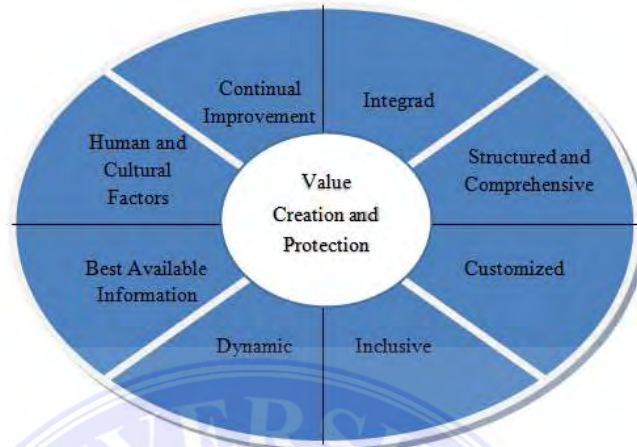 Continual
Improvement
Integrad
Structured and
Comprehensive
Customized
Inclusive
Dynamic
Best Available
Information
Human and
Cultural
Factors
Value
Creation and
Protection